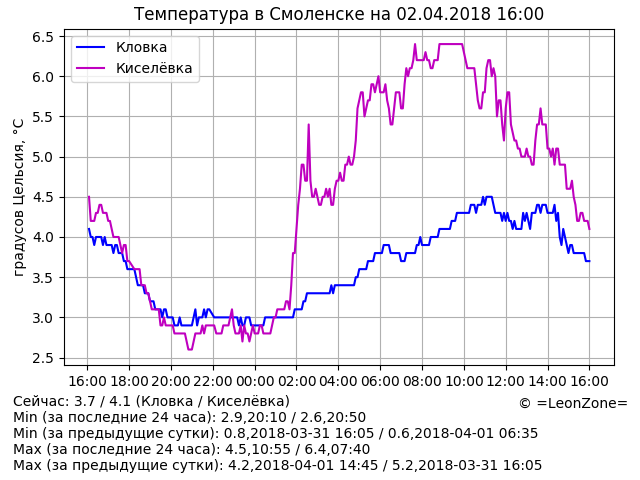 Температура в Смоленске на 02.04.2018 16:00
6.5
6.0
5.5
5.0
4.5
4.0
3.5
3.0
2.5
градусов Цельсия, °C
Кловка
Киселёвка
16:00 18:00 20:00 22:00 00:00 02:00 04:00 06:00 08:00 10:00 12:00 14:00 16:00
Сейчас: 3.7 / 4.1 (Кловка / Киселёвка)
© =LeonZone=
Min (за последние 24 часа): 2.9,20:10 / 2.6,20:50
Min (за предыдущие сутки): 0.8,2018-03-31 16:05 / 0.6,2018-04-01 06:35
Max (за последние 24 часа): 4.5,10:55 / 6.4,07:40
Max (за предыдущие сутки): 4.2,2018-04-01 14:45 / 5.2,2018-03-31 16:05